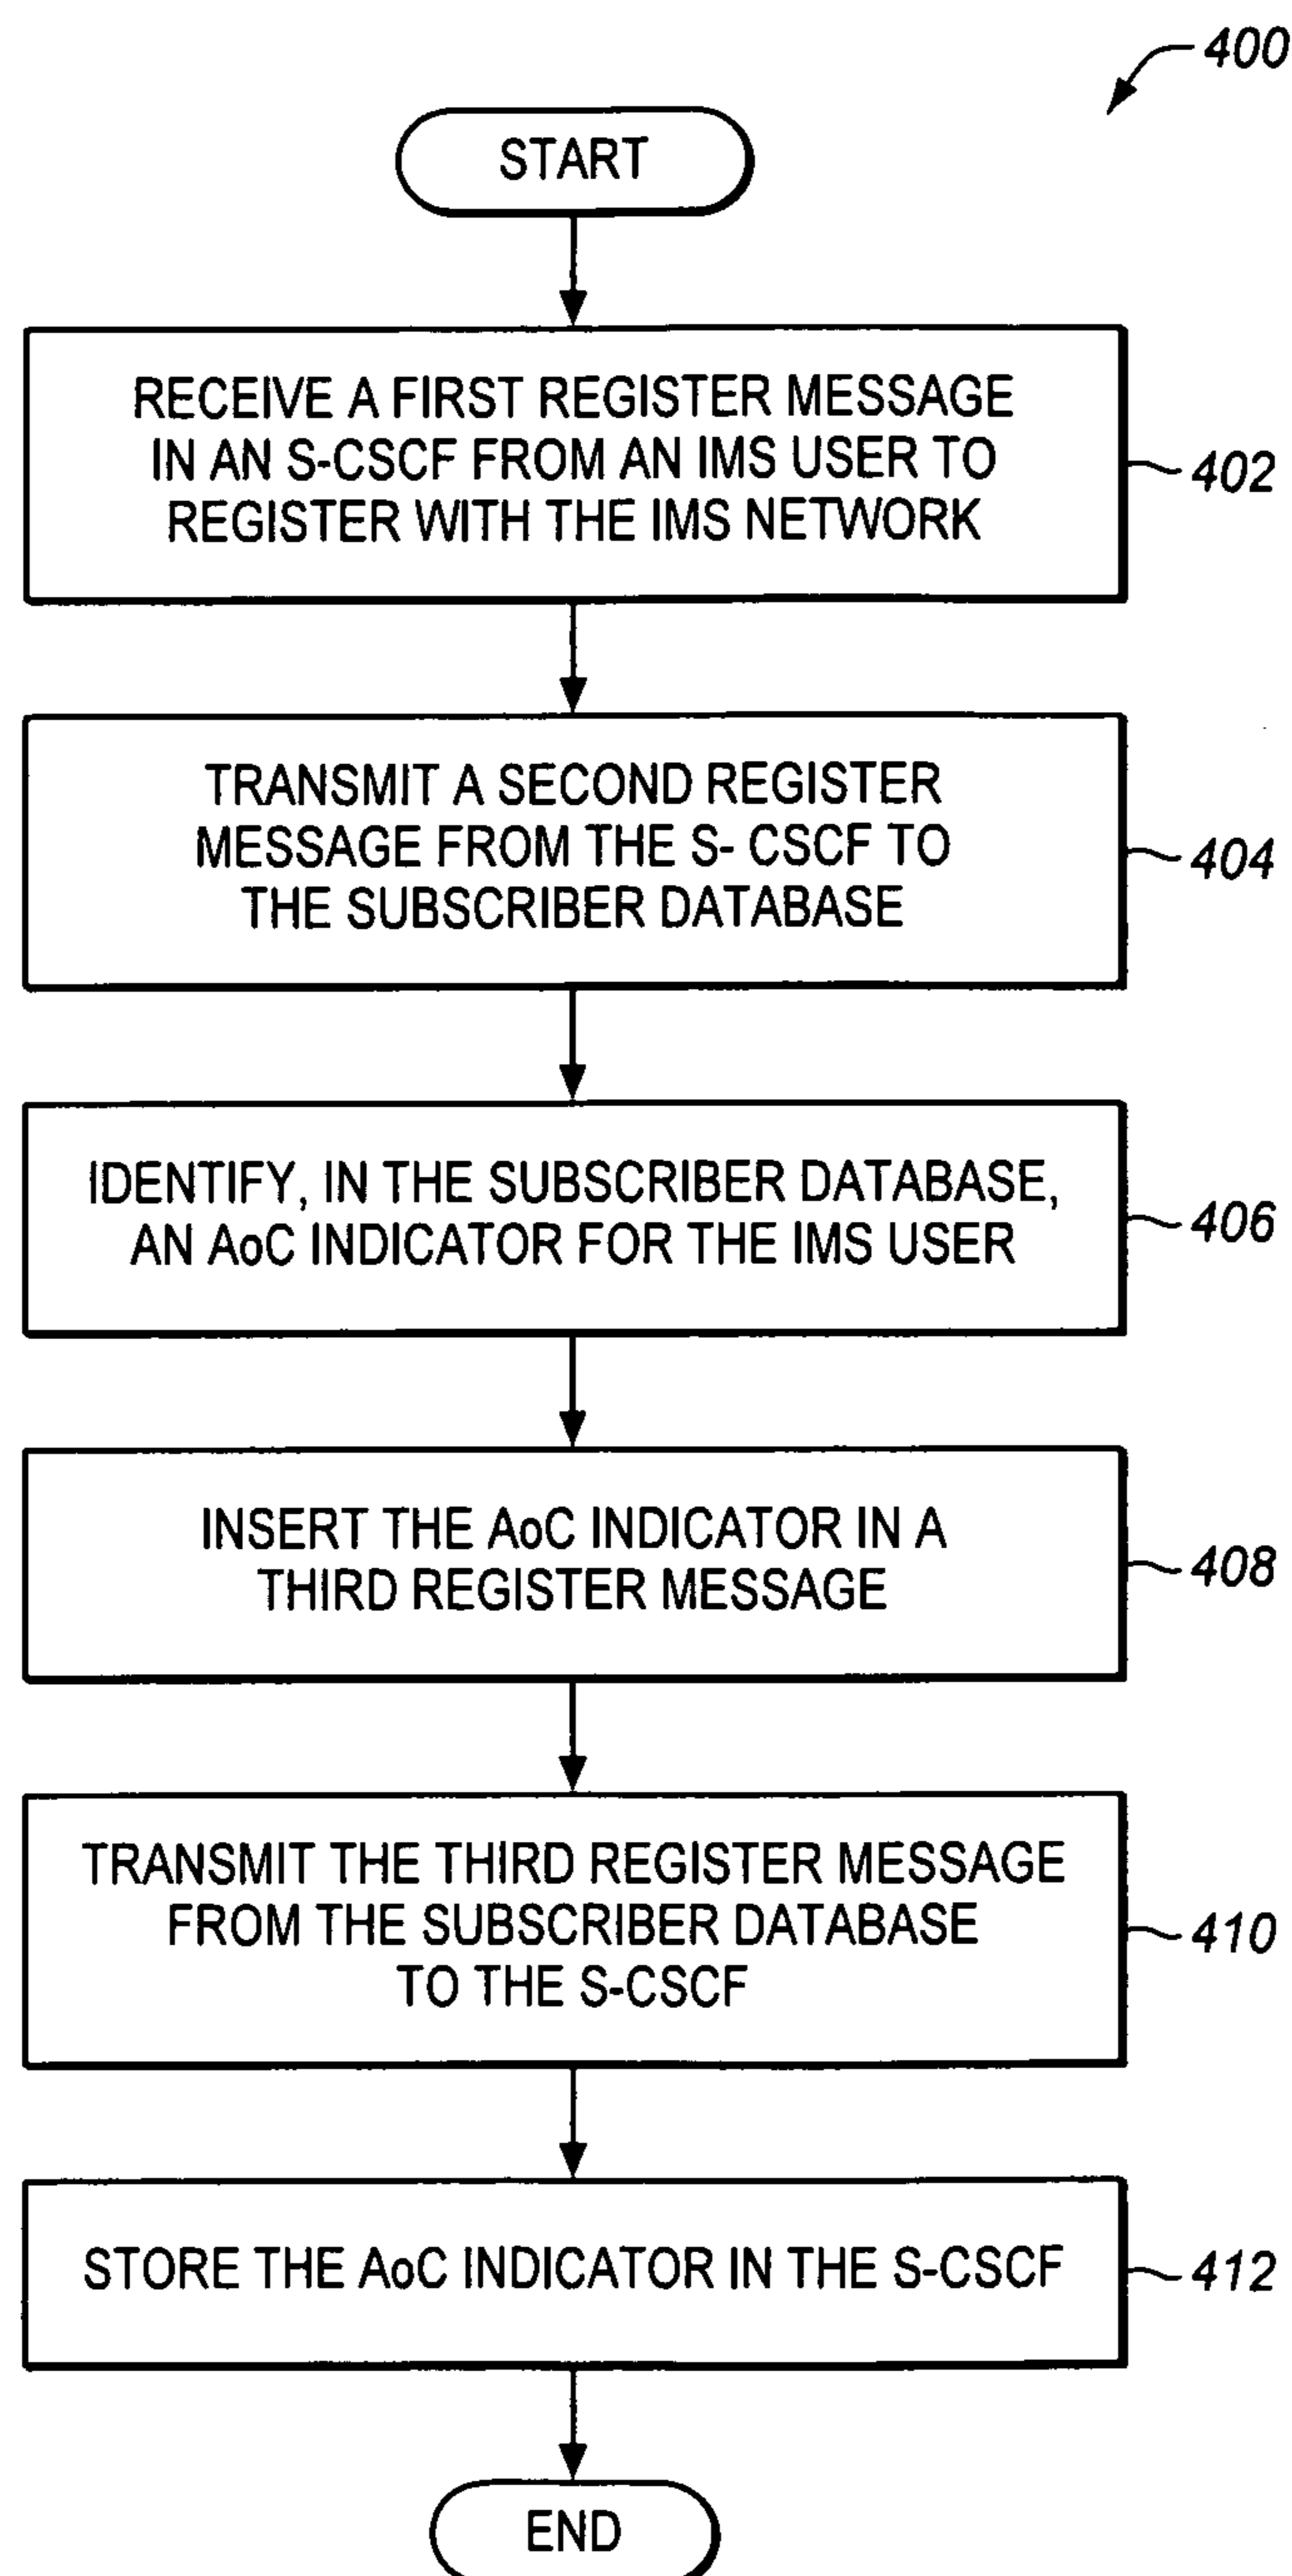 400
START
RECEIVE A FIRST REGISTER MESSAGE
IN AN S-CSCF FROM AN IMS USER TO
REGISTER WITH THE IMS NETWORK
402
TRANSMIT A SECOND REGISTER
MESSAGE FROM THE S- CSCF TO
THE SUBSCRIBER DATABASE
404
IDENTIFY, IN THE SUBSCRIBER DATABASE,
AN AoC INDICATOR FOR THE IMS USER
406
INSERT THE AoC INDICATOR IN A
THIRD REGISTER MESSAGE
408
TRANSMIT THE THIRD REGISTER MESSAGE
FROM THE SUBSCRIBER DATABASE
TO THE S-CSCF
410
STORE THE AoC INDICATOR IN THE S-CSCF
412
END